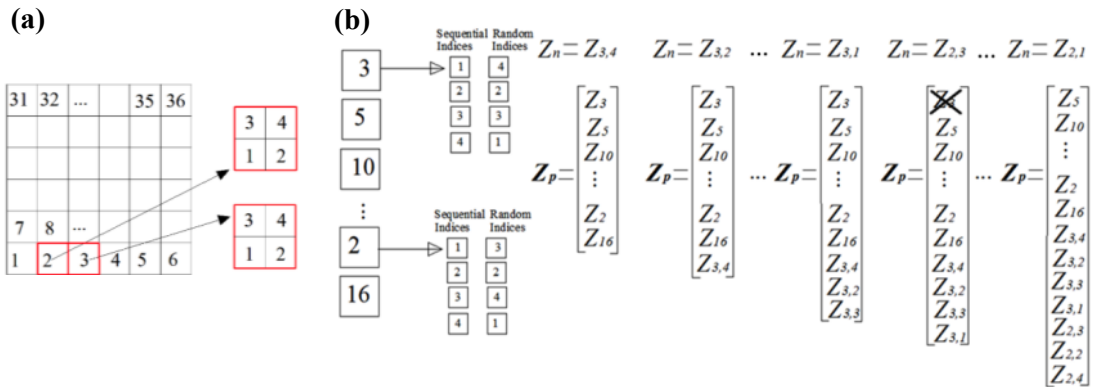 (a)
31 32 ... 35 36
7 8 ...
1 2 3 4 5 6
3 4
1 2
3 4
1 2
(b)
3
5
10
⋮
2
16
Sequential Random
Indices Indices
1 4
2 2
3 3
4 1
Sequential Random
Indices Indices
1 3
2 2
3 4
4 1
Zn = Z3,4 Zn = Z3,2 ... Zn = Z3,1 Zn = Z2,3 ... Zn = Z2,1
Zp =
Z3
Z5
Z10
⋮
Z2
Z16
Zp =
Z3
Z5
Z10
⋮
Z2
Z16
Z3,4
... Zp =
Z3
Z5
Z10
⋮
Z2
Z16
Z3,4
Z3,2
Z3,3
Zp =
Z5
Z10
⋮
Z2
Z16
Z3,4
Z3,2
Z3,3
Z3,1
... Zp =
Z5
Z10
⋮
Z2
Z16
Z3,4
Z3,2
Z3,3
Z3,1
Z2,3
Z2,2
Z2,4